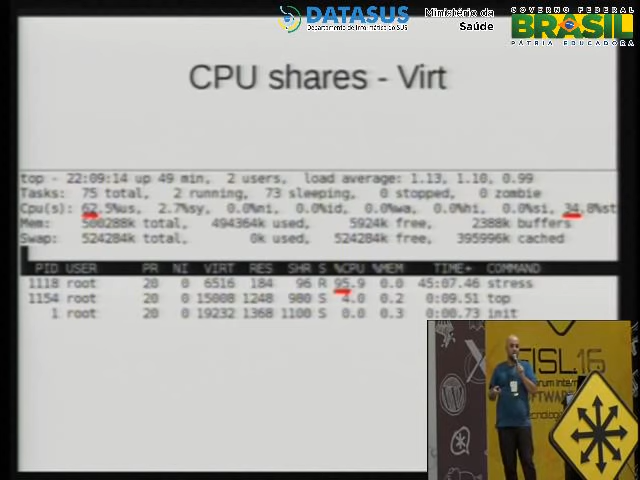 DATASUS
Departamento de Informática do SUS
Ministério da
Saúde
GOVERNO FEDERAL
BRASIL
PÁTRIA EDUCADORA
CPU shares - Virt
top - 22:09:14 up 49 min, 2 users, load average: 1.13, 1.10, 0.99
Tasks: 75 total, 2 running, 73 sleeping, 0 stopped, 0 zombie
Cpu(s): 62.5%us, 2.7%sy, 0.0%ni, 0.0%id, 0.0%wa, 0.0%hi, 0.0%si, 34.8%st
Mem: 500288k total, 494364k used, 5924k free, 2388k buffers
Swap: 524284k total, 0k used, 524284k free, 395996k cached
PID USER PR NI VIRT RES SHR S %CPU %MEM TIME+ COMMAND
1118 root 20 0 6516 184 96 R 95.9 0.0 45:07.46 stress
1154 root 20 0 15008 1248 980 S 4.0 0.2 0:09.51 top
1 root 20 0 19232 1368 1100 S 0.0 0.3 0:00.73 init
FISL16
SOFTWARE